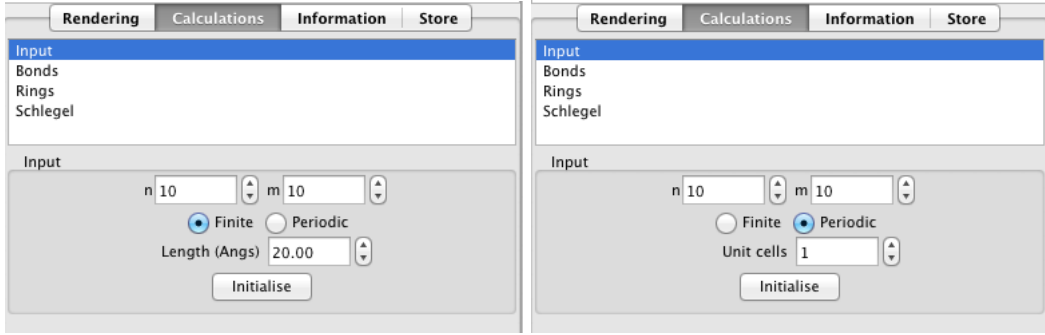 Rendering Calculations Information Store
Input
Bonds
Rings
Schlegel
Input
n 10 m 10
Finite Periodic
Length (Angs) 20.00
Initialise
Rendering Calculations Information Store
Input
Bonds
Rings
Schlegel
Input
n 10 m 10
Finite Periodic
Unit cells 1
Initialise